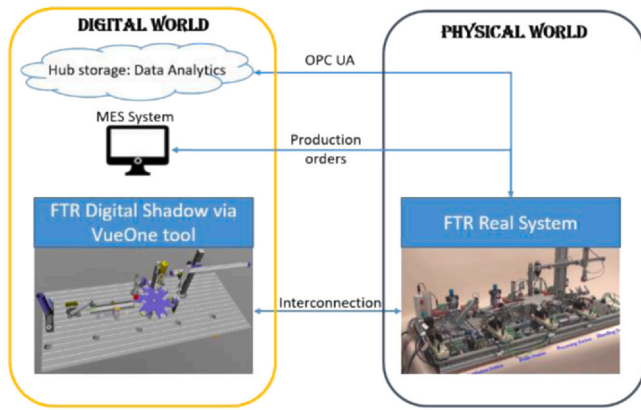 DIGITAL WORLD
PHYSICAL WORLD
Hub storage: Data Analytics
OPC UA
MES System
Production
orders
FTR Digital Shadow via
VueOne tool
FTR Real System
Interconnection